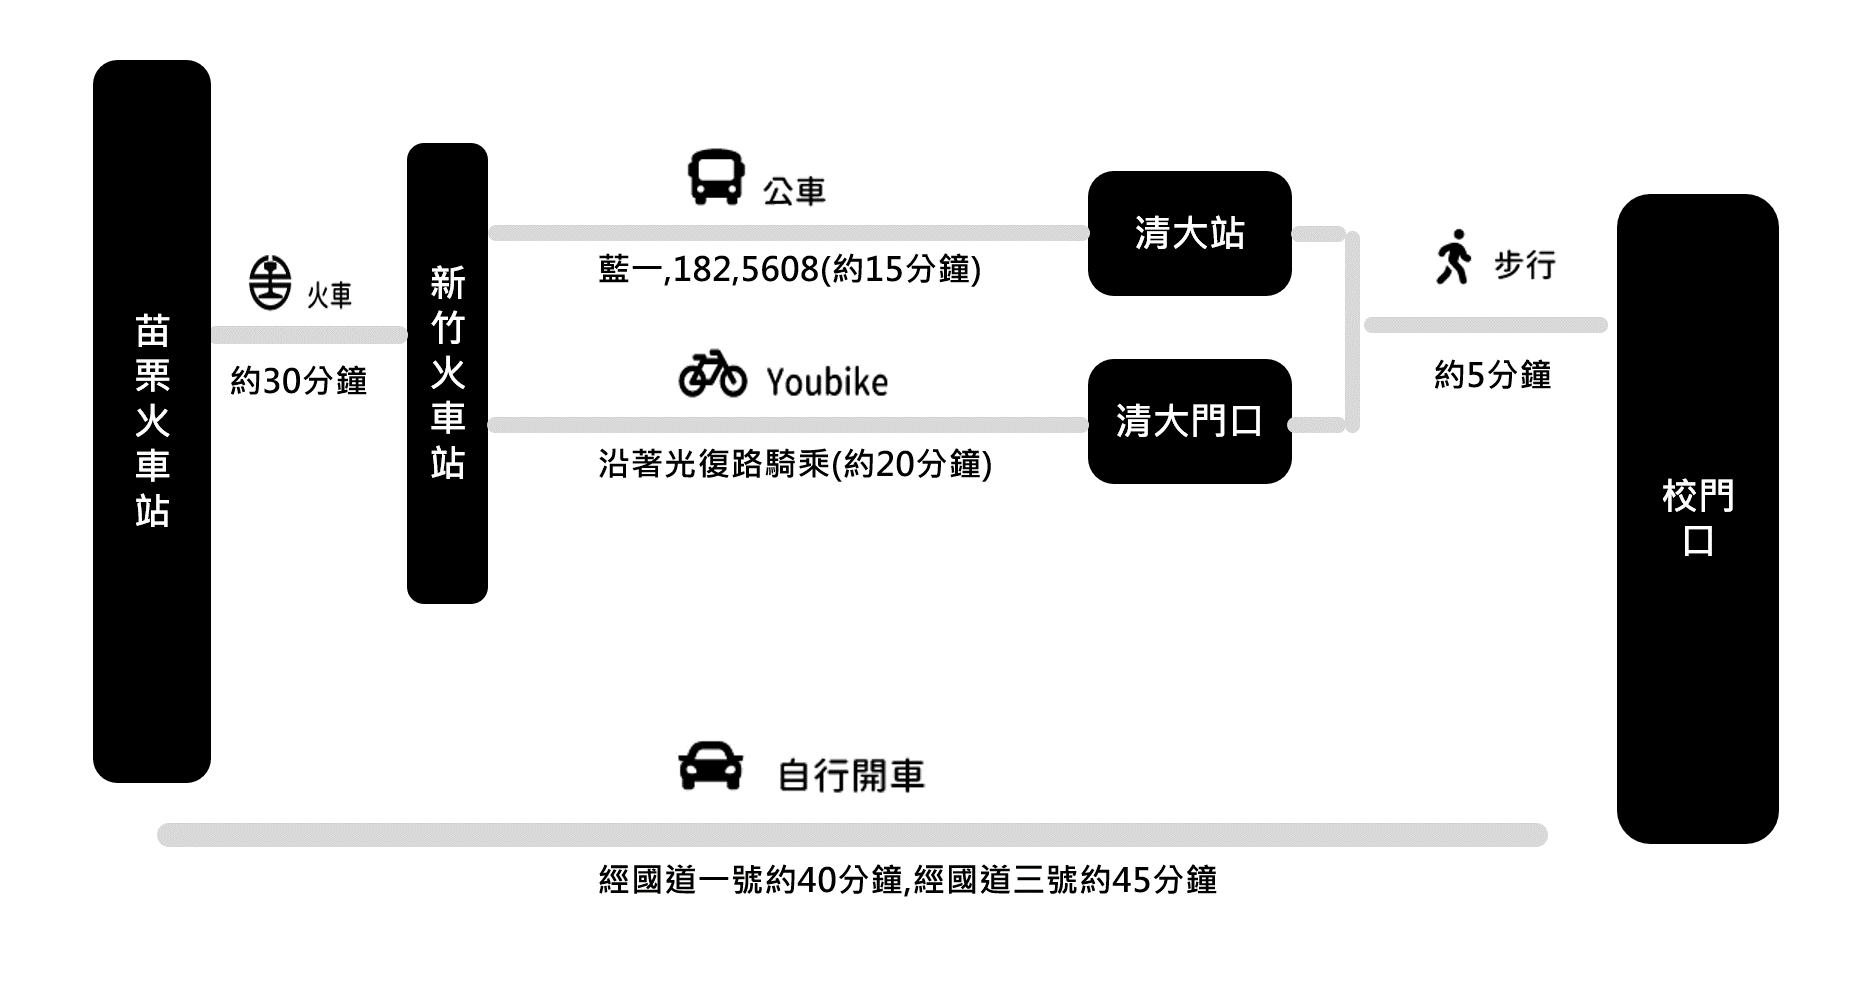 苗栗火車站
火車
約30分鐘
新竹火車站
公車
藍一,182,5608(約15分鐘)
清大站
Youbike
沿著光復路騎乘(約20分鐘)
清大門口
步行
約5分鐘
校門
口
自行開車
經國道一號約40分鐘,經國道三號約45分鐘